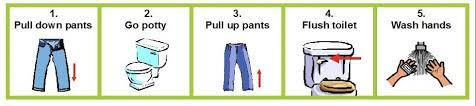 1.
Pull down pants
2.
Go potty
3.
Pull up pants
4.
Flush toilet
5.
Wash hands